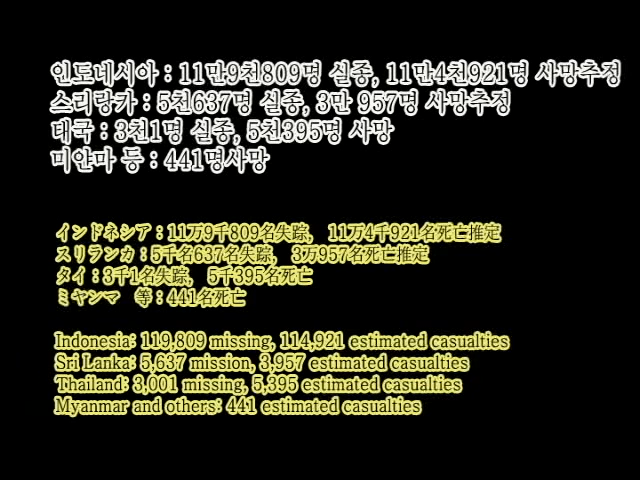 인도네시아 : 11만9천809명 실종, 11만4천921명 사망추정
스리랑카 : 5천637명 실종, 3만 957명 사망추정
태국 : 3천1명 실종, 5천395명 사망
미얀마 등 : 441명사망
インドネシア：11万9千809名失踪,　11万4千921名死亡推定
スリランカ：5千名637名失踪,　3万957名死亡推定
タイ：3千1名失踪,　5千395名死亡
ミヤンマ　等：441名死亡
Indonesia: 119,809 missing, 114,921 estimated casualties
Sri Lanka: 5,637 mission, 3,957 estimated casualties
Thailand: 3,001 missing, 5,395 estimated casualties
Myanmar and others: 441 estimated casualties